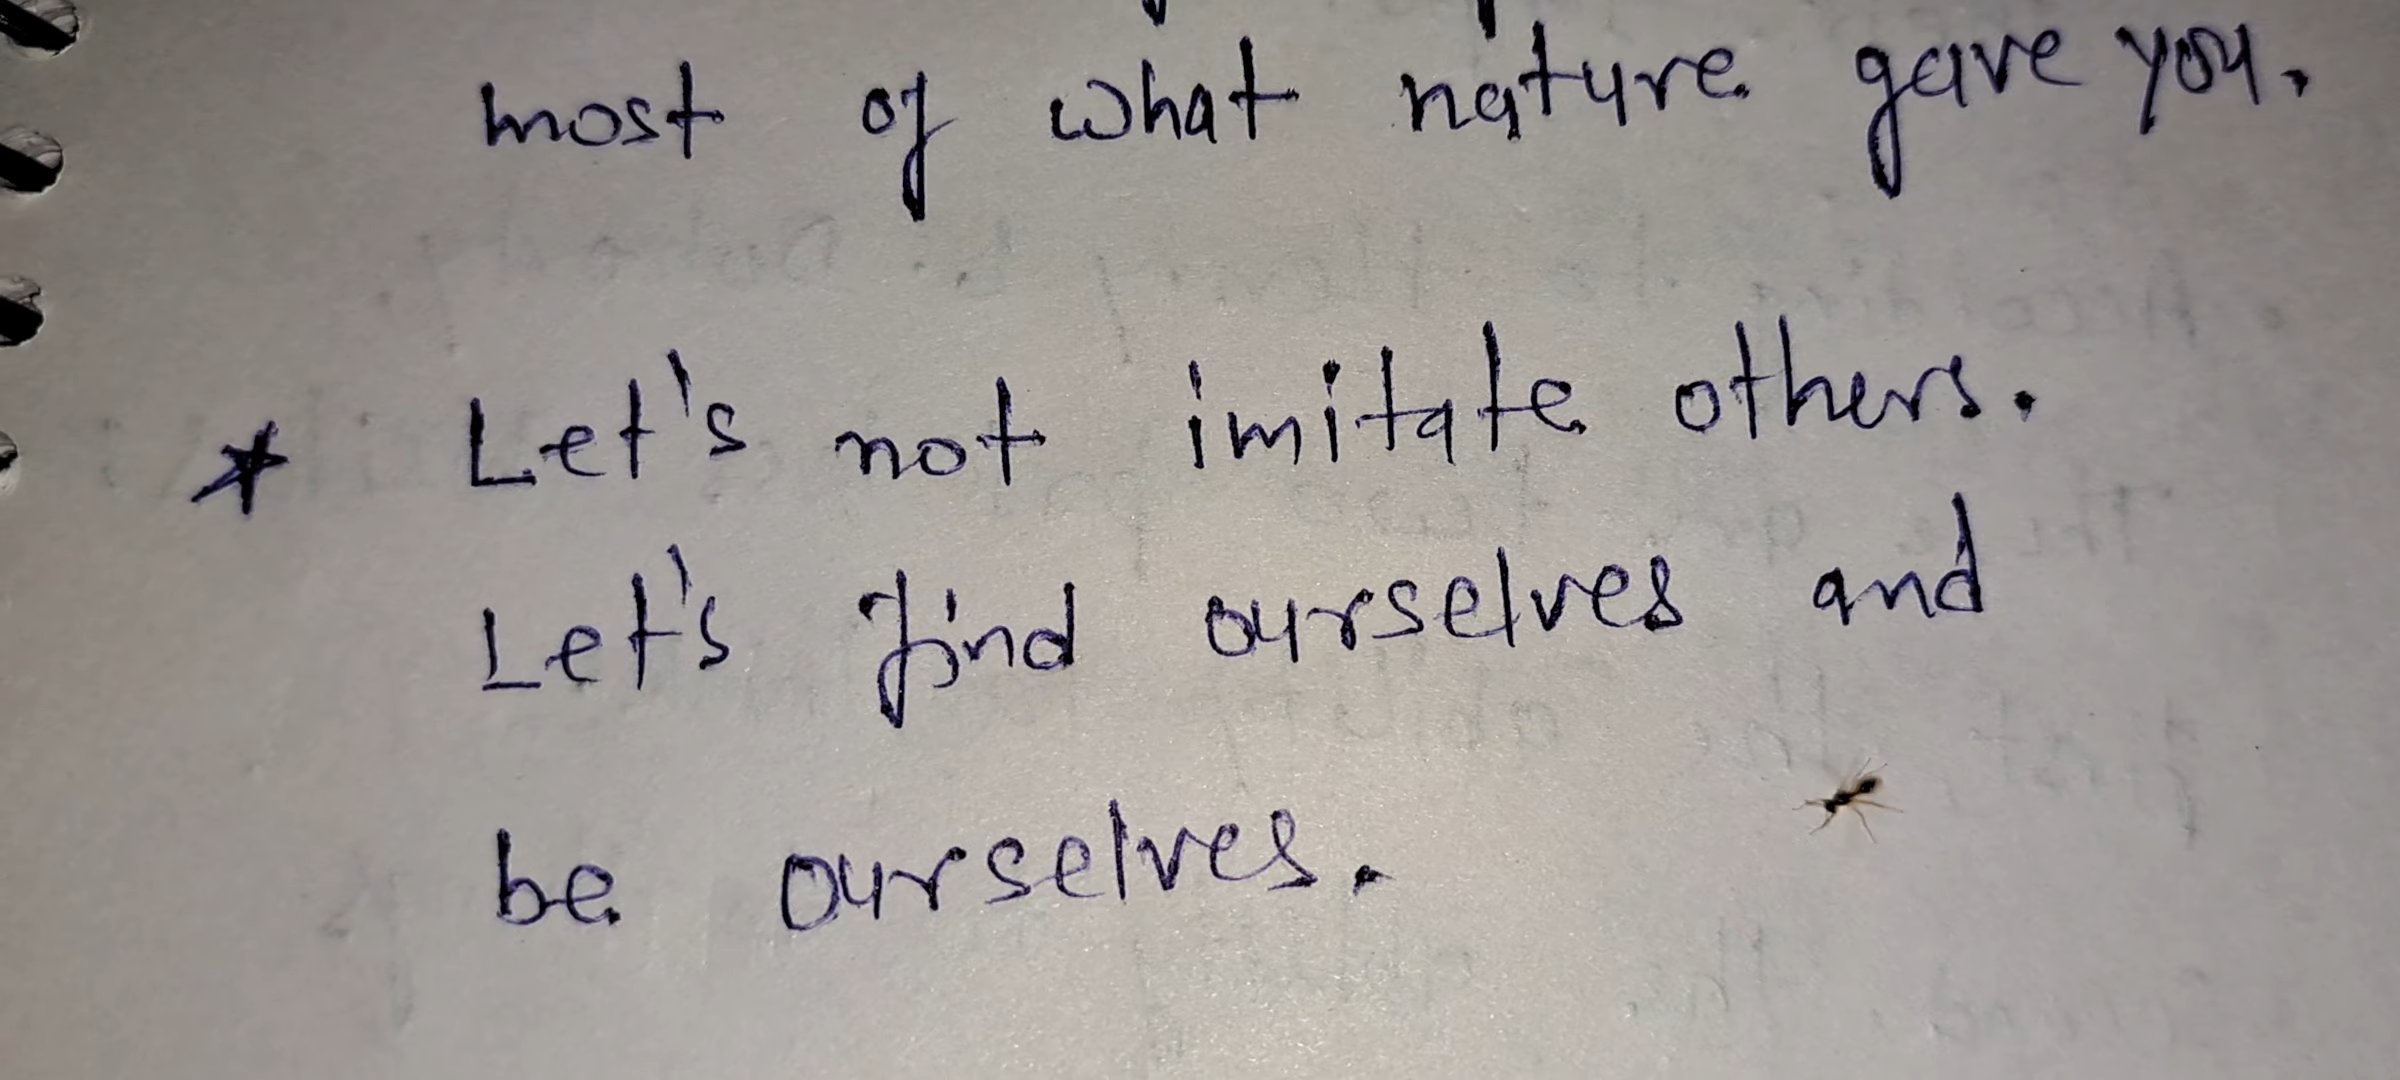 most of what nature gave you.
* Let's not imitate others.
Let's find ourselves and
be ourselves.